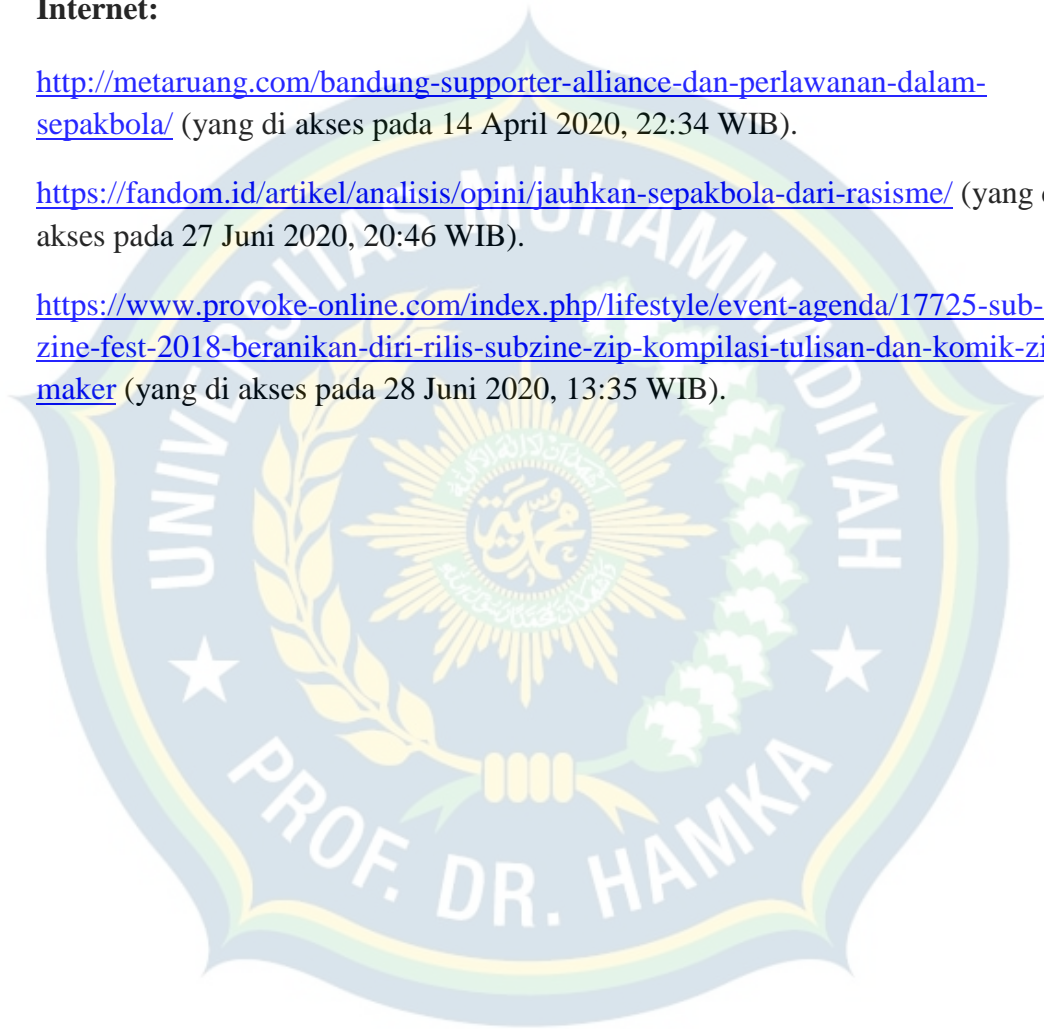 Internet:
http://metaruang.com/bandung-supporter-alliance-dan-perlawanan-dalam-
sepakbola/ (yang di akses pada 14 April 2020, 22:34 WIB).
https://fandom.id/artikel/analisis/opini/jauhkan-sepakbola-dari-rasisme/ (yang
akses pada 27 Juni 2020, 20:46 WIB).
https://www.provoke-online.com/index.php/lifestyle/event-agenda/17725-sub-
zine-fest-2018-beranikan-diri-rilis-subzine-zip-kompilasi-tulisan-dan-komik-zi
maker (yang di akses pada 28 Juni 2020, 13:35 WIB).
UNIVERSITAS MUHAMMADIYAH
محمدية
PROF. DR. HAMKA